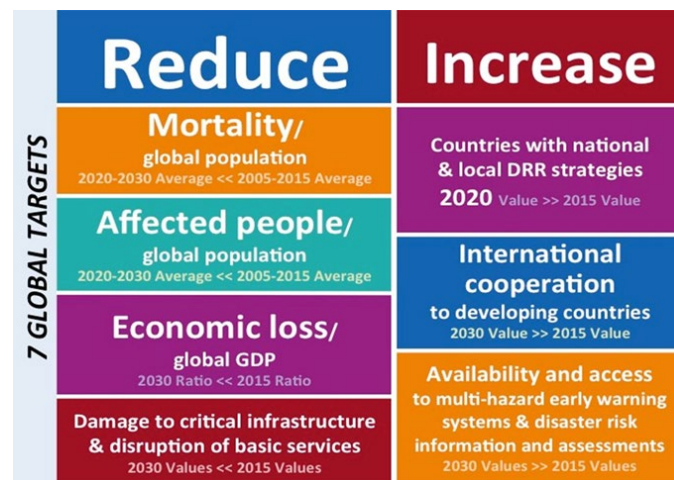 7 GLOBAL TARGETS
Reduce
Mortality/
global population
2020-2030 Average << 2005-2015 Average
Affected people/
global population
2020-2030 Average << 2005-2015 Average
Economic loss/
global GDP
2030 Ratio << 2015 Ratio
Damage to critical infrastructure
& disruption of basic services
2030 Values << 2015 Values
Increase
Countries with national
& local DRR strategies
2020 Value >> 2015 Value
International
cooperation
to developing countries
2030 Value >> 2015 Value
Availability and access
to multi-hazard early warning
systems & disaster risk
information and assessments
2030 Values >> 2015 Values